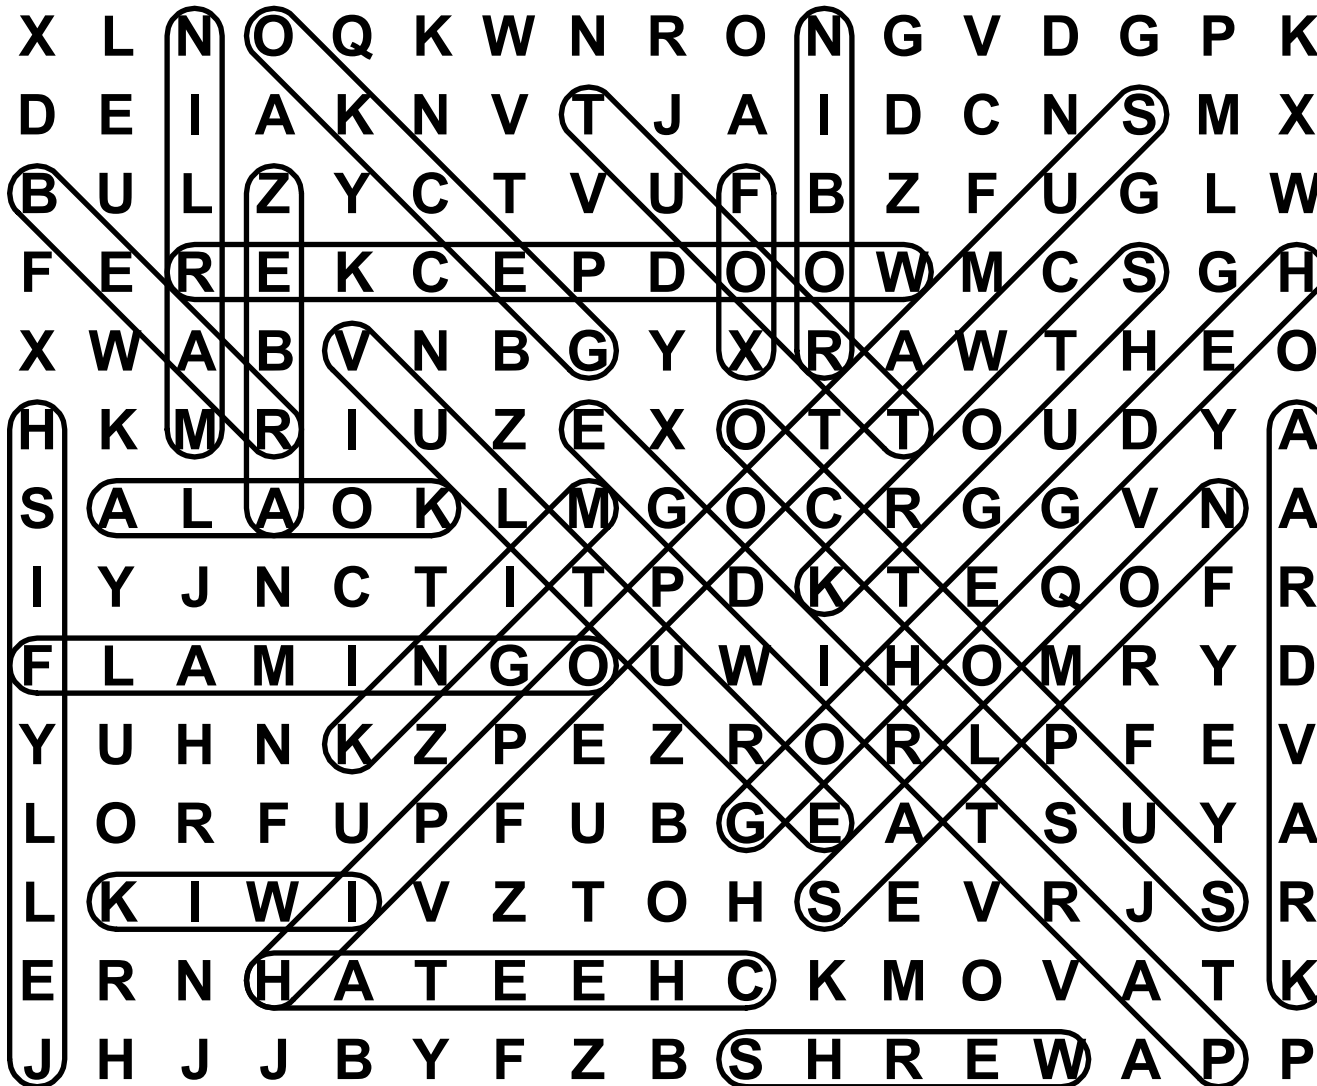 X L N O Q K W N R O N G V D G P K
D E I A K N V T J A I D C N S M X
B U L Z Y C T V U F B Z F U G L W
F E R E K C E P D O O W M C S G H
X W A B V N B G Y X R A W T H E O
H K M R I U Z E X O T T O U D Y A
S A L A O K L M G O C R G G V N A
I Y J N C T I T P D K T E Q O F R
F L A M I N G O U W I H O M R Y D
Y U H N K Z P E Z R O R L P F E V
L O R F U P F U B G E A T S U Y A
L K I W I V Z T O H S E V R J S R
E R N H A T E E H C K M O V A T K
J H J J B Y F Z B S H R E W A P P